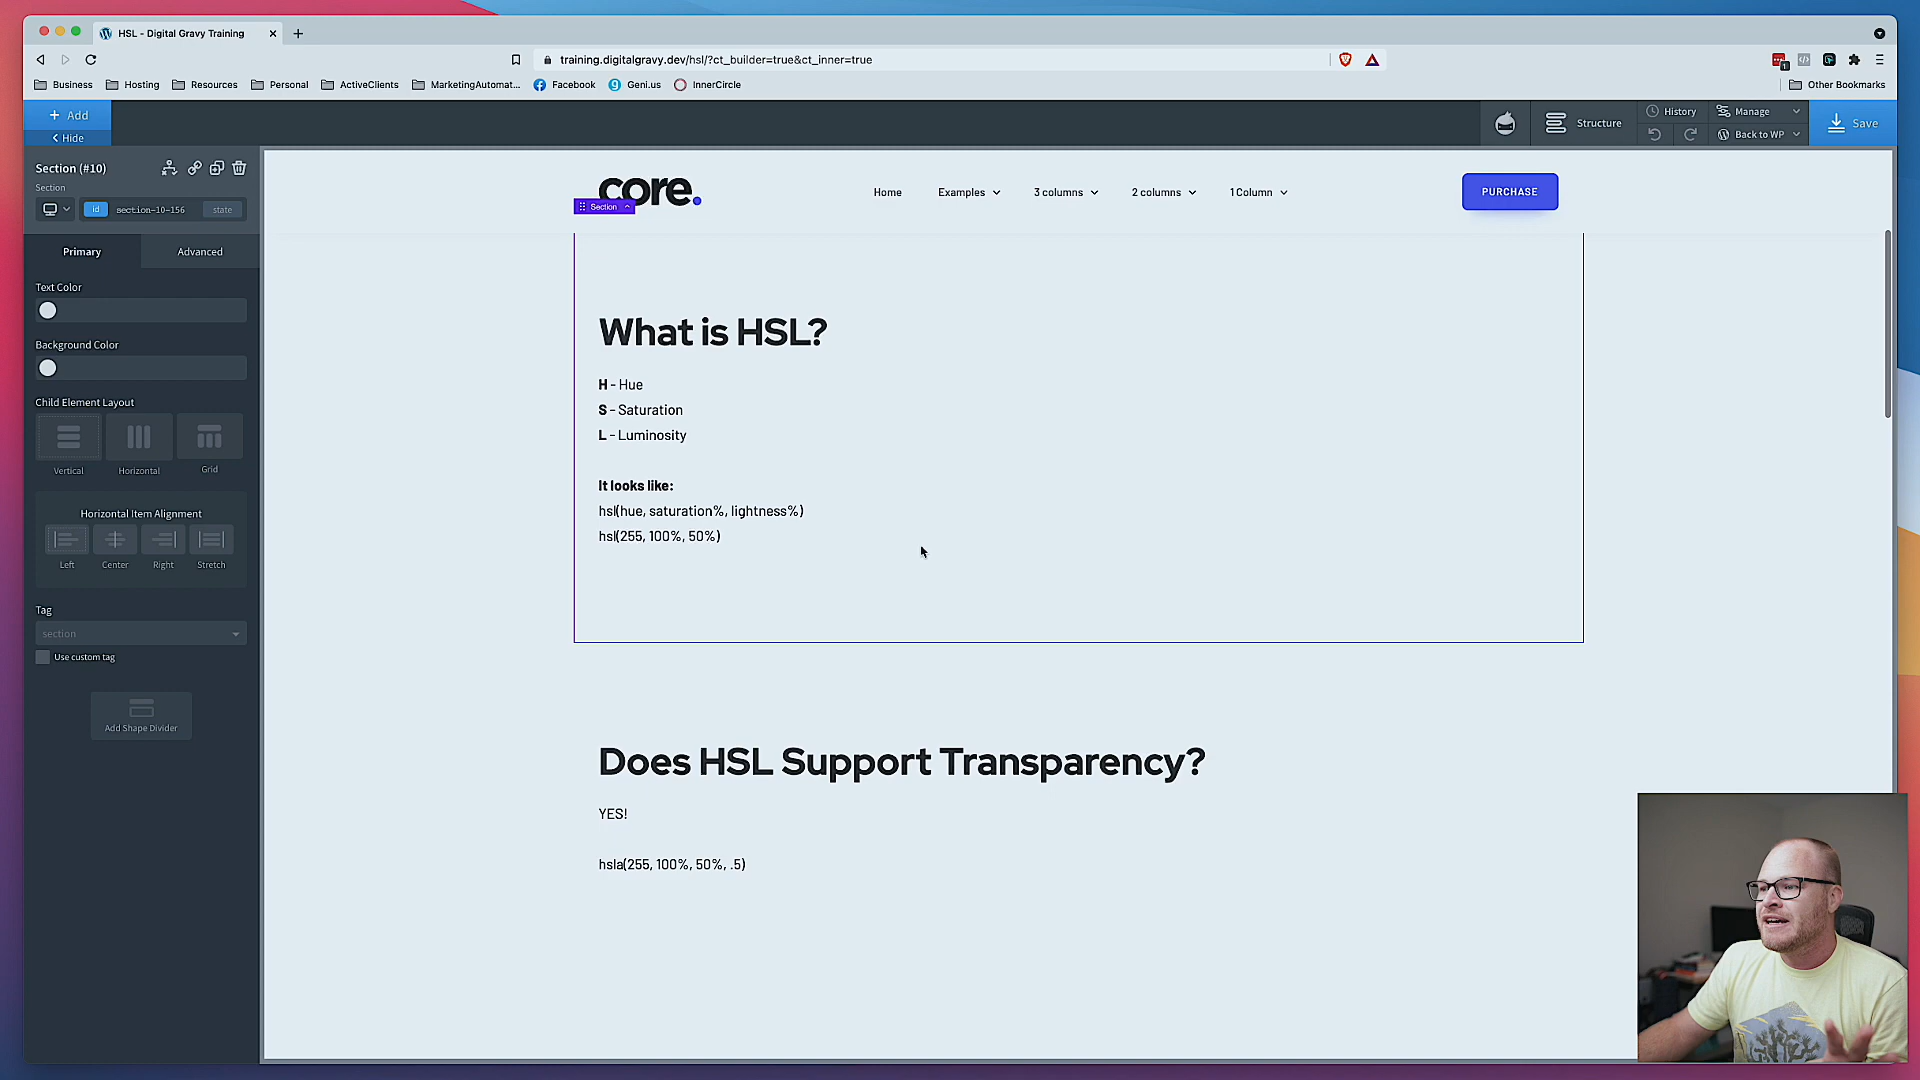 HSL - Digital Gravy Training
training.digitalgravy.dev/hsl/?ct_builder=true&ct_inner=true
Business
Hosting
Resources
Personal
ActiveClients
MarketingAutomat...
Facebook
Geni.us
InnerCircle
Other Bookmarks
+ Add
Hide
Structure
History
Manage
Back to WP
Save
Section (#10)
Section
id
section-10-156
state
Primary
Advanced
Text Color
Background Color
Child Element Layout
Vertical
Horizontal
Grid
Horizontal Item Alignment
Left
Center
Right
Stretch
Tag
section
Use custom tag
Add Shape Divider
core.
Section
Home
Examples
3 columns
2 columns
1 Column
PURCHASE
What is HSL?
H - Hue
S - Saturation
L - Luminosity
It looks like:
hsl(hue, saturation%, lightness%)
hsl(255, 100%, 50%)
Does HSL Support Transparency?
YES!
hsla(255, 100%, 50%, .5)